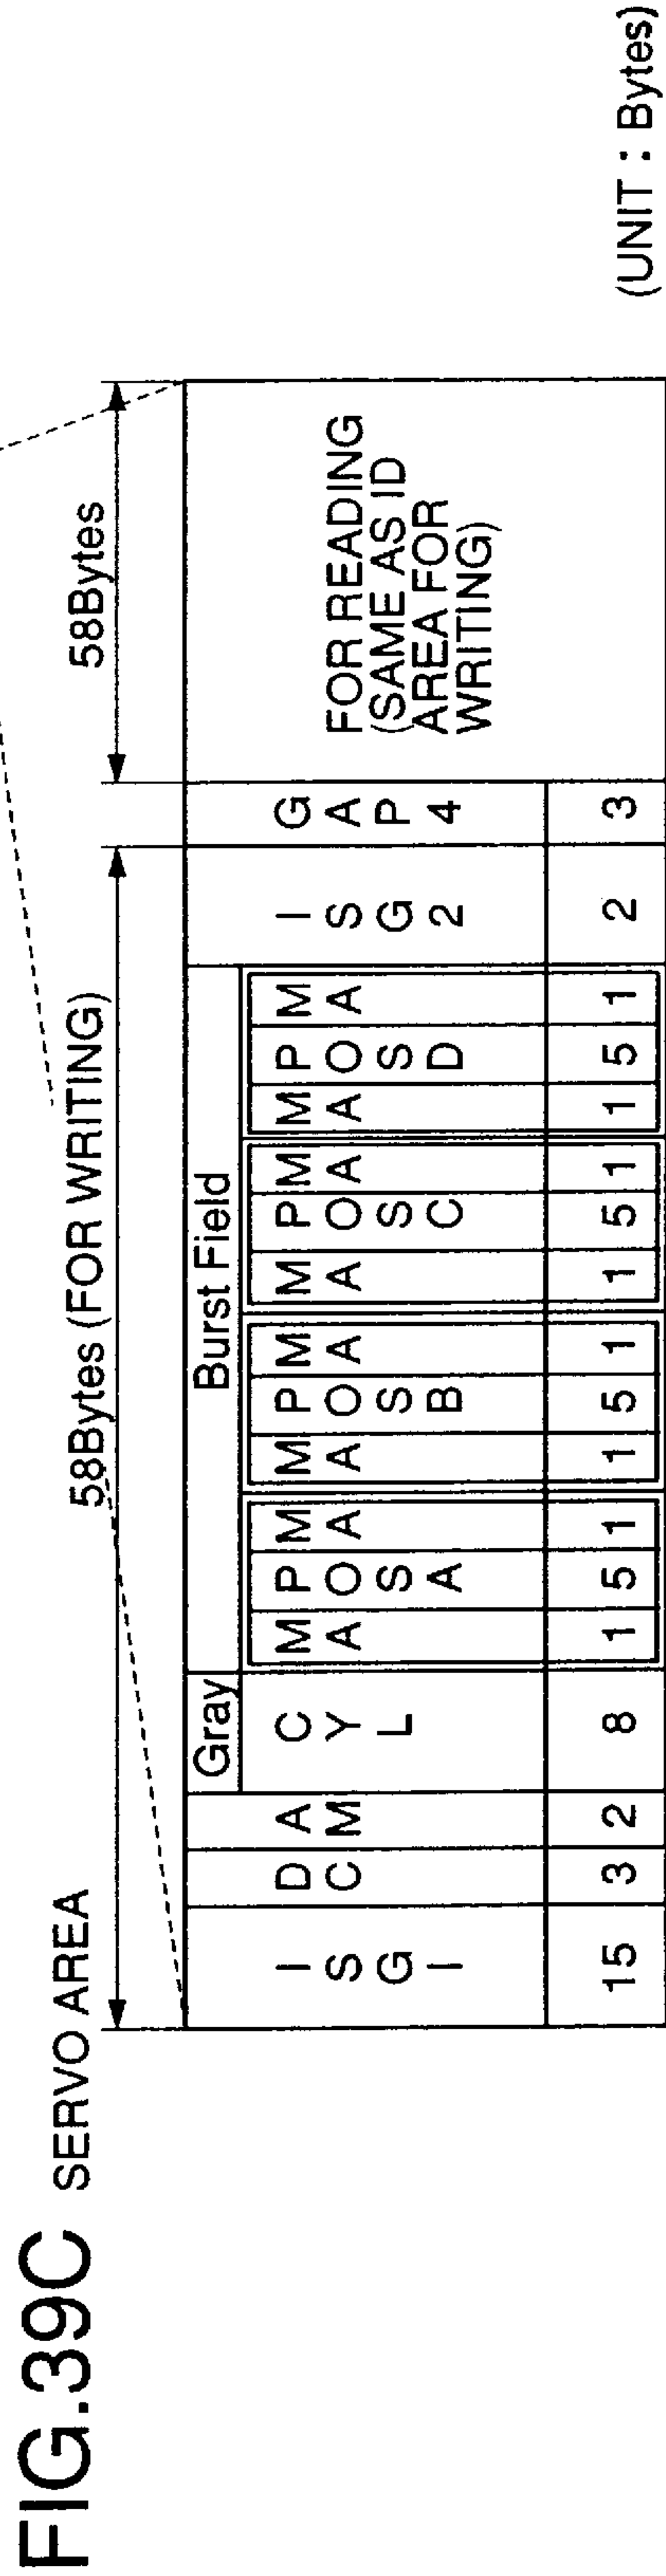 FIG.39C SERVO AREA
58Bytes (FOR WRITING)
58Bytes
ISGI
DC
AM
Gray
CYL
Burst Field
MA POSA MA
MA POSB MA
MA POSC MA
MA POSD MA
ISG2
GAP4
FOR READING
(SAME AS ID
AREA FOR
WRITING)
15 3 2 8 1 5 1 1 5 1 1 5 1 1 5 1 2 3
(UNIT : Bytes)